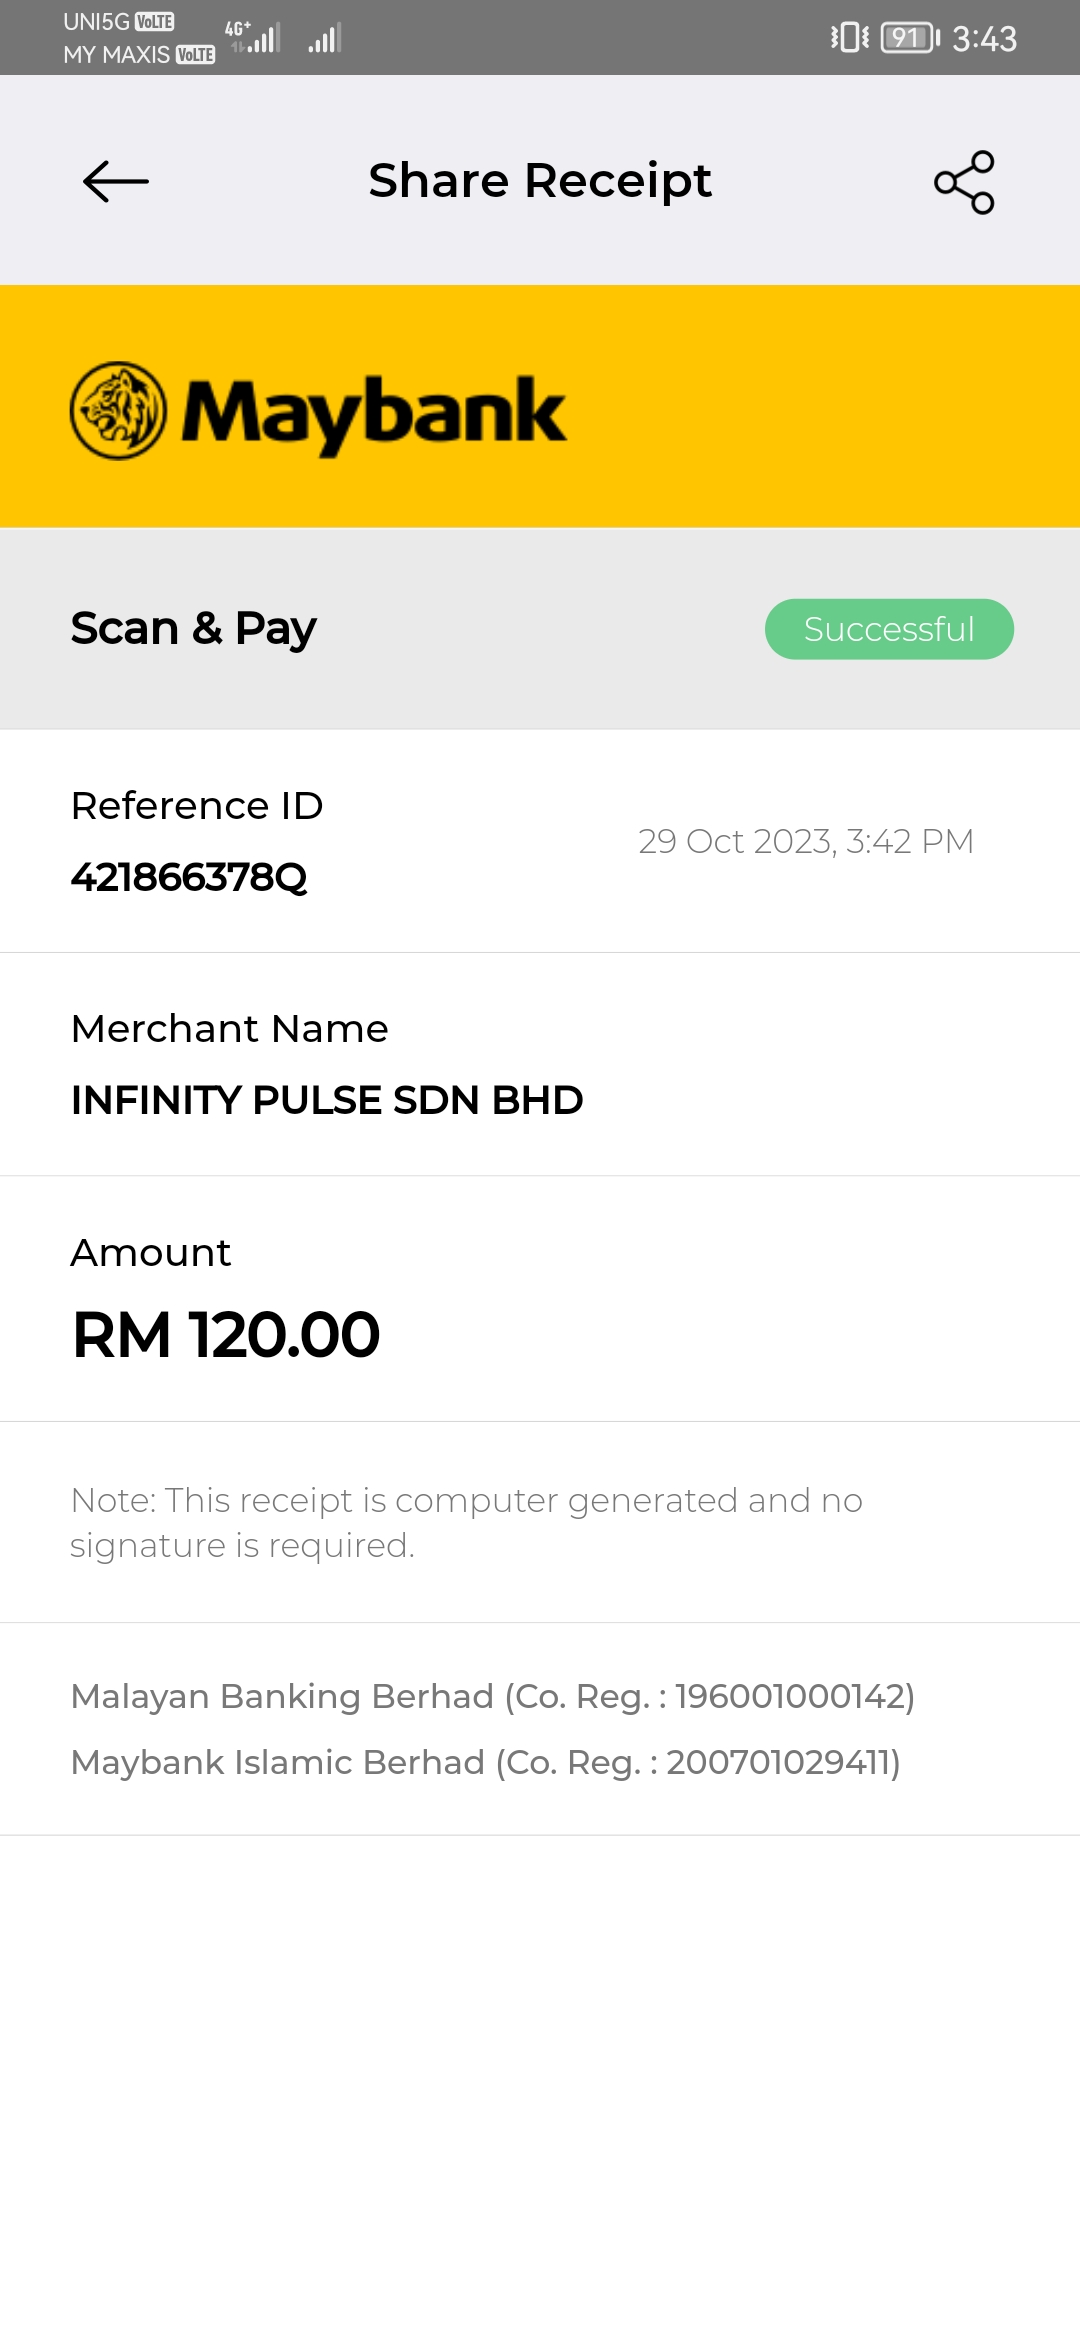 UNI5G VoLTE
MY MAXIS VoLTE
4G+
91
3:43
Share Receipt
Maybank
Scan & Pay
Successful
Reference ID
29 Oct 2023, 3:42 PM
421866378Q
Merchant Name
INFINITY PULSE SDN BHD
Amount
RM 120.00
Note: This receipt is computer generated and no
signature is required.
Malayan Banking Berhad (Co. Reg. : 196001000142)
Maybank Islamic Berhad (Co. Reg. : 200701029411)